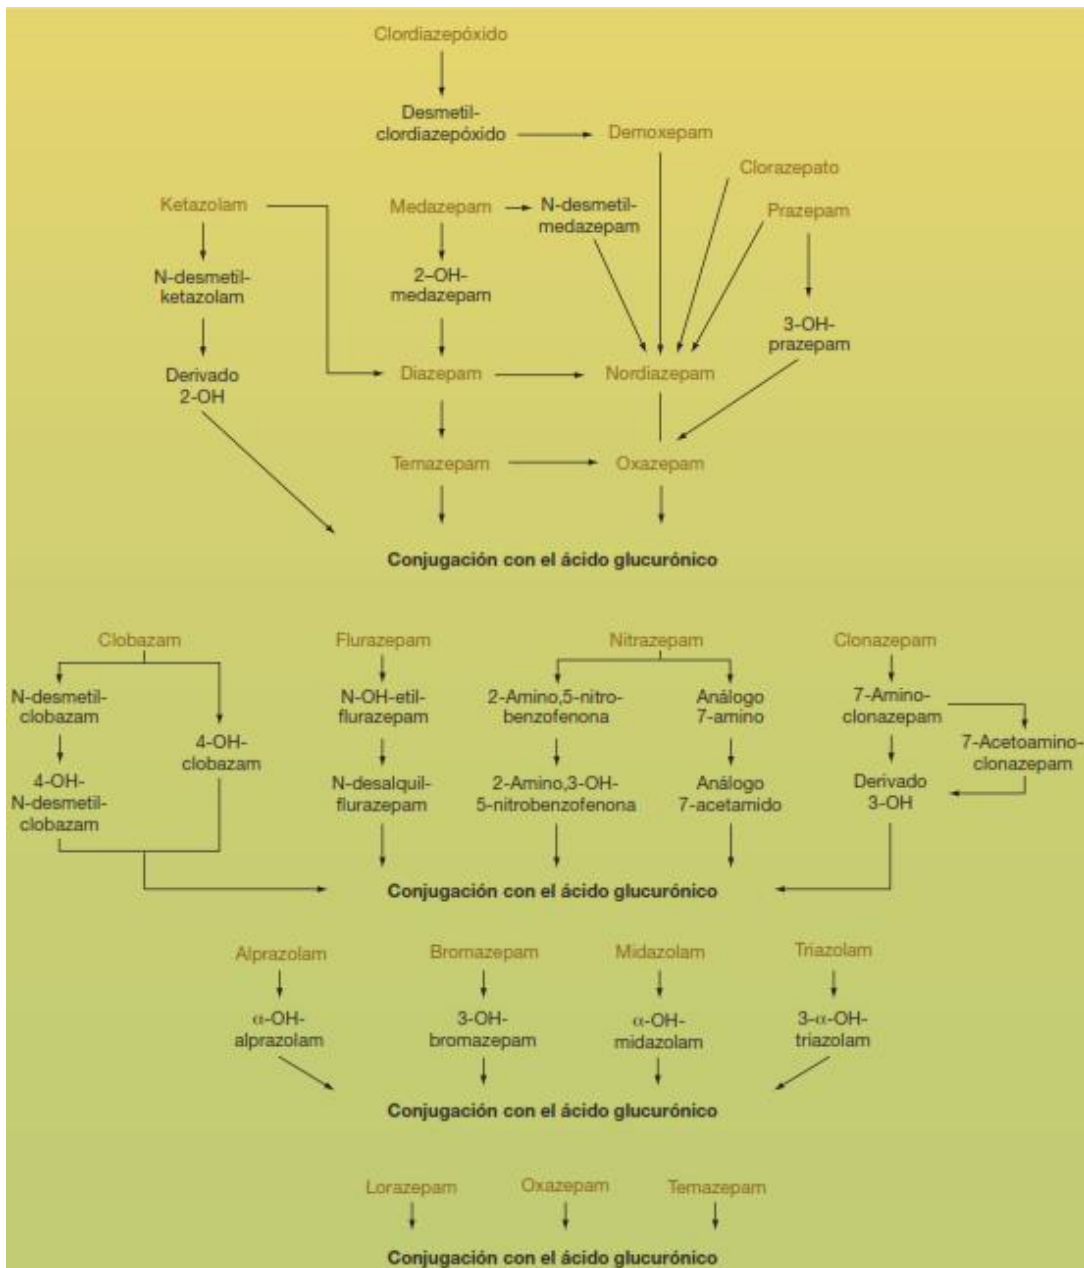 Clordiazepóxido
Desmetil-
clordiazepóxido
Demoxepam
Clorazepato
Ketazolam
Medazepam
N-desmetil-
medazepam
Prazepam
N-desmetil-
ketazolam
2-OH-
medazepam
3-OH-
prazepam
Derivado
2-OH
Diazepam
Nordiazepam
Temazepam
Oxazepam
Conjugación con el ácido glucurónico
Clobazam
Flurazepam
Nitrazepam
Clonazepam
N-desmetil-
clobazam
N-OH-etil-
flurazepam
2-Amino,5-nitro-
benzofenona
Análogo
7-amino
7-Amino-
clonazepam
4-OH-
clobazam
7-Acetoamino-
clonazepam
4-OH-
N-desmetil-
clobazam
N-desalquil-
flurazepam
2-Amino,3-OH-
5-nitrobenzofenona
Análogo
7-acetamido
Derivado
3-OH
Conjugación con el ácido glucurónico
Alprazolam
Bromazepam
Midazolam
Triazolam
α-OH-
alprazolam
3-OH-
bromazepam
α-OH-
midazolam
3-α-OH-
triazolam
Conjugación con el ácido glucurónico
Lorazepam
Oxazepam
Temazepam
Conjugación con el ácido glucurónico